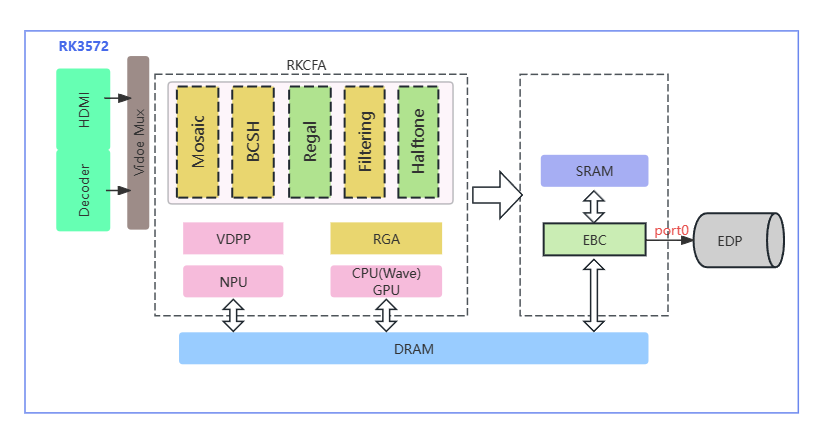 RK3572
RKCFA
HDMI
Decoder
Vidoe Mux
Mosaic
BCSH
Regal
Filtering
Halftone
VDPP
RGA
NPU
CPU(Wave)
GPU
SRAM
EBC
port0
EDP
DRAM